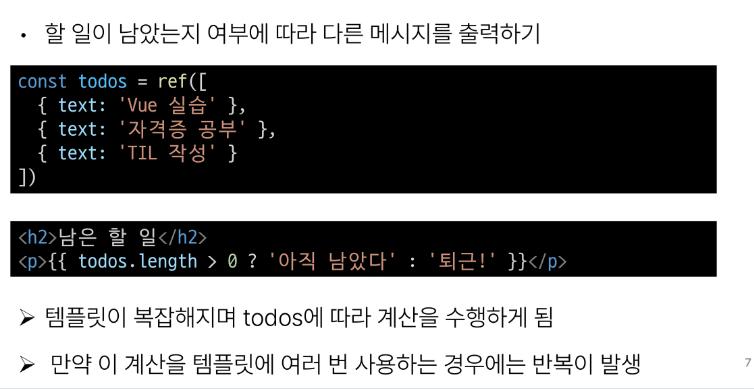 • 할 일이 남았는지 여부에 따라 다른 메시지를 출력하기
const todos = ref([
  { text: 'Vue 실습' },
  { text: '자격증 공부' },
  { text: 'TIL 작성' }
])
<h2>남은 할 일</h2>
<p>{{ todos.length > 0 ? '아직 남았다' : '퇴근!' }}</p>
➢ 템플릿이 복잡해지며 todos에 따라 계산을 수행하게 됨
➢ 만약 이 계산을 템플릿에 여러 번 사용하는 경우에는 반복이 발생
7